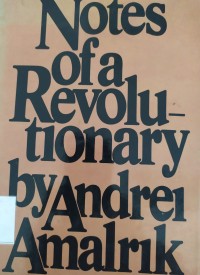 Notes
of a
Revolu-
tionary
by Andrei
Amalrik